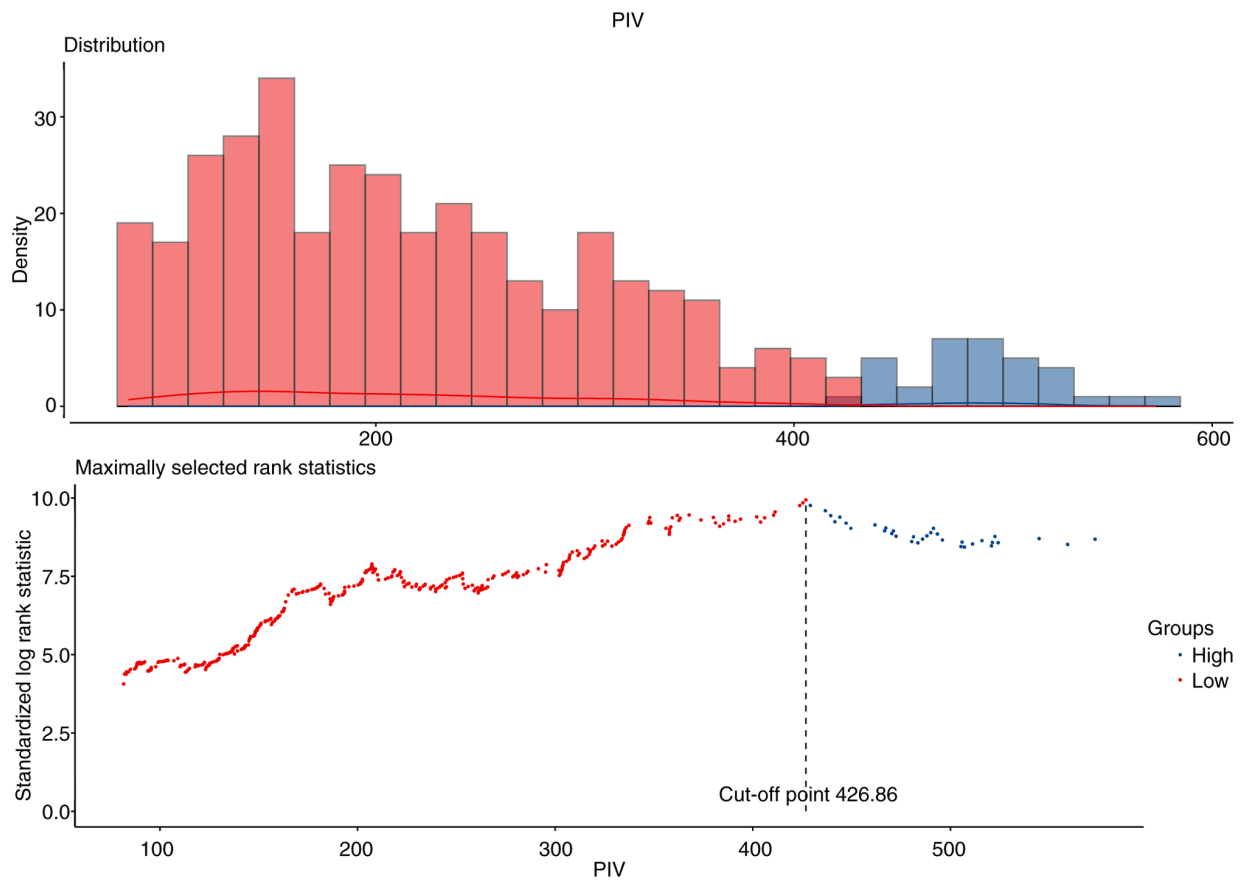 PIV
Distribution
Density
30
20
10
0
200
400
600
Maximally selected rank statistics
Standardized log rank statistic
10.0
7.5
5.0
2.5
0.0
Cut-off point 426.86
100
200
300
400
500
PIV
Groups
High
Low